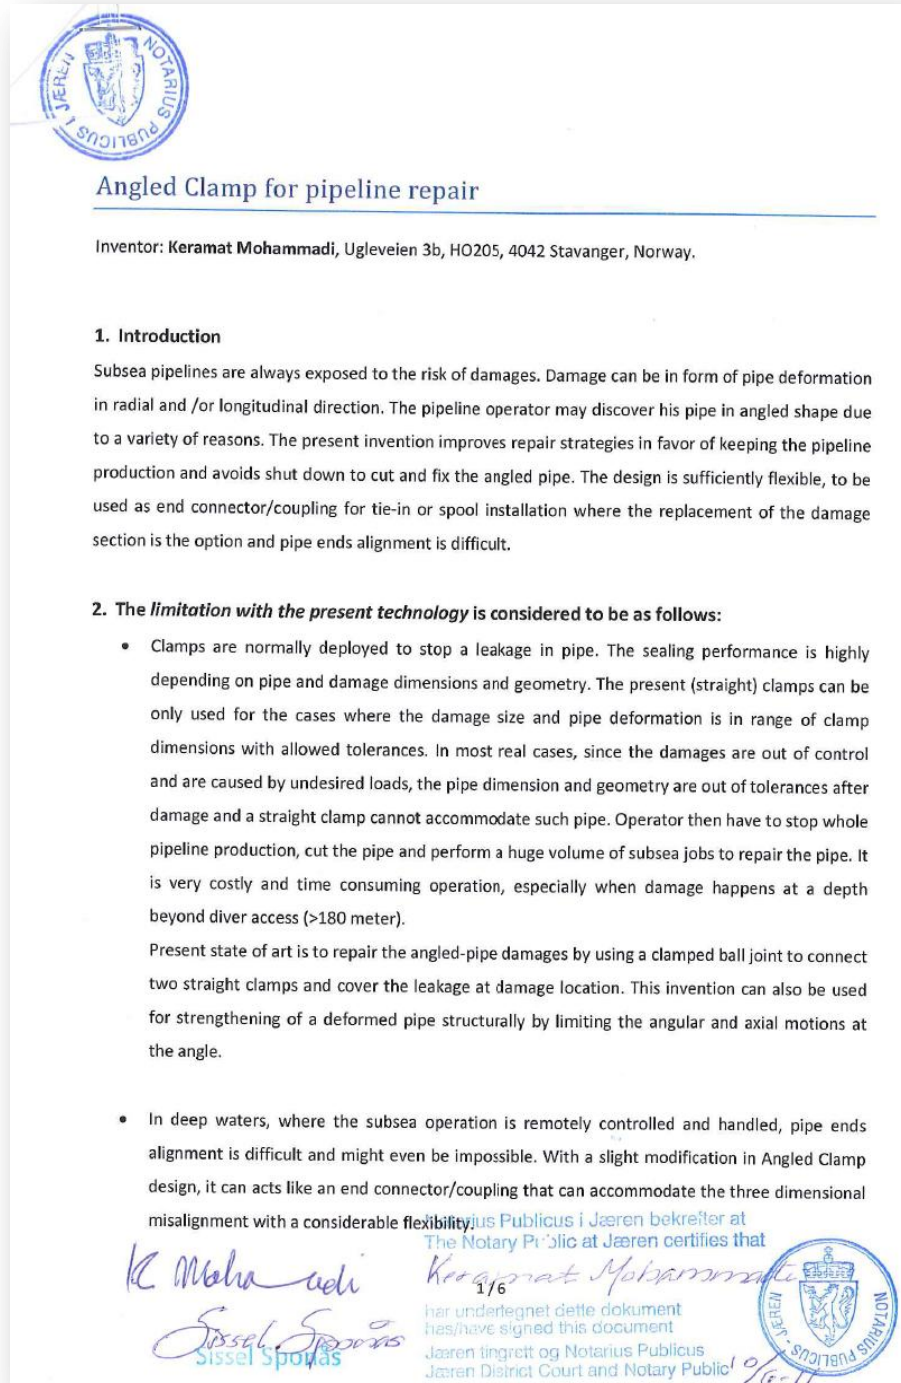 NOTARIUS PUBLICUS I JÆREN
Angled Clamp for pipeline repair
Inventor: Keramat Mohammadi, Ugleveien 3b, HO205, 4042 Stavanger, Norway.
1. Introduction
Subsea pipelines are always exposed to the risk of damages. Damage can be in form of pipe deformation
in radial and /or longitudinal direction. The pipeline operator may discover his pipe in angled shape due
to a variety of reasons. The present invention improves repair strategies in favor of keeping the pipeline
production and avoids shut down to cut and fix the angled pipe. The design is sufficiently flexible, to be
used as end connector/coupling for tie-in or spool installation where the replacement of the damage
section is the option and pipe ends alignment is difficult.
2. The limitation with the present technology is considered to be as follows:
• Clamps are normally deployed to stop a leakage in pipe. The sealing performance is highly
depending on pipe and damage dimensions and geometry. The present (straight) clamps can be
only used for the cases where the damage size and pipe deformation is in range of clamp
dimensions with allowed tolerances. In most real cases, since the damages are out of control
and are caused by undesired loads, the pipe dimension and geometry are out of tolerances after
damage and a straight clamp cannot accommodate such pipe. Operator then have to stop whole
pipeline production, cut the pipe and perform a huge volume of subsea jobs to repair the pipe. It
is very costly and time consuming operation, especially when damage happens at a depth
beyond diver access (>180 meter).
Present state of art is to repair the angled-pipe damages by using a clamped ball joint to connect
two straight clamps and cover the leakage at damage location. This invention can also be used
for strengthening of a deformed pipe structurally by limiting the angular and axial motions at
the angle.
• In deep waters, where the subsea operation is remotely controlled and handled, pipe ends
alignment is difficult and might even be impossible. With a slight modification in Angled Clamp
design, it can acts like an end connector/coupling that can accommodate the three dimensional
misalignment with a considerable flexibility.
Publicus i Jæren bekrefter at
The Notary Public at Jæren certifies that
Keramat Mohammadi
1/6
har undertegnet dette dokument
has/have signed this document
Sissel Sponås
Sissel Sponås
Jæren tingrett og Notarius Publicus
Jæren District Court and Notary Public
NOTARIUS PUBLICUS I JÆREN